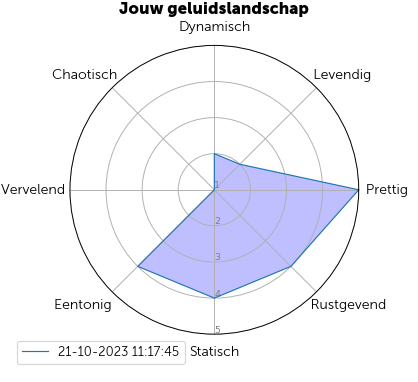 Jouw geluidslandschap
Dynamisch
Chaotisch
Levendig
Vervelend
1
Prettig
2
3
4
Eentonig
Rustgevend
5
21-10-2023 11:17:45
Statisch